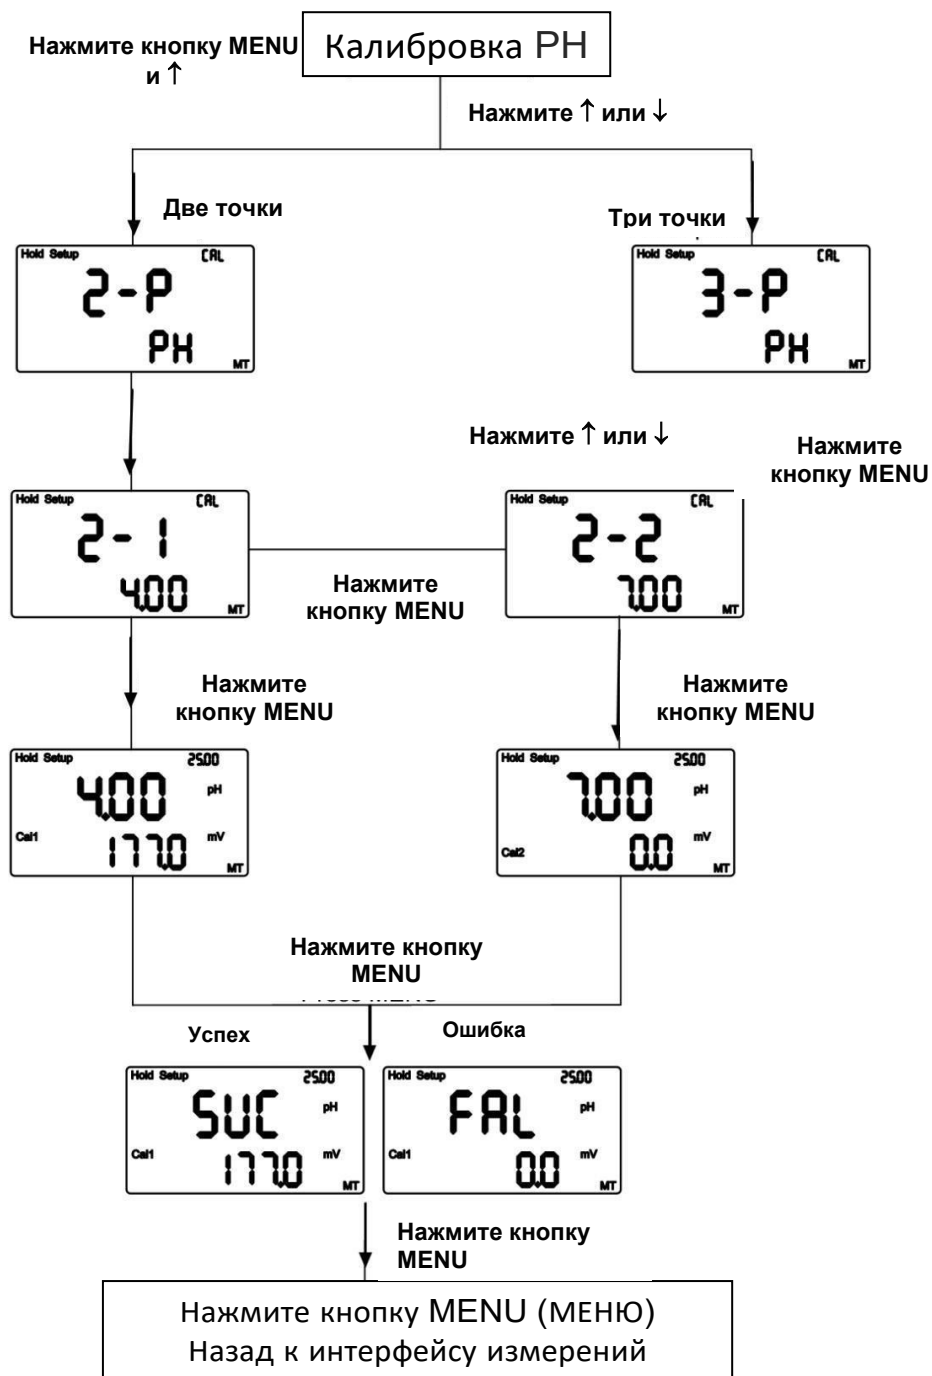 Нажмите кнопку MENU
и ↑
Калибровка PH
Нажмите ↑ или ↓
Две точки
Три точки
Hold Setup CAL
2-P
PH
MT
Hold Setup CAL
3-P
PH
MT
Нажмите ↑ или ↓
Нажмите
кнопку MENU
Hold Setup CAL
2-1
4.00
MT
Нажмите
кнопку MENU
Hold Setup CAL
2-2
7.00
MT
Нажмите
кнопку MENU
Нажмите
кнопку MENU
Hold Setup 25.00
4.00 pH
Cal1 177.0 mV
MT
Hold Setup 25.00
7.00 pH
Cal2 0.0 mV
MT
Нажмите кнопку
MENU
Успех
Ошибка
Hold Setup 25.00
SUC pH
Cal1 177.0 mV
MT
Hold Setup 25.00
FAL pH
Cal1 0.0 mV
MT
Нажмите кнопку
MENU
Нажмите кнопку MENU (МЕНЮ)
Назад к интерфейсу измерений